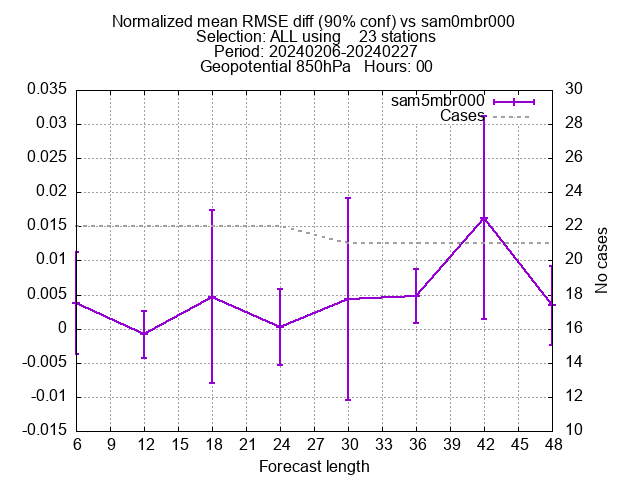 Normalized mean RMSE diff (90% conf) vs sam0mbr000
Selection: ALL using    23 stations
Period: 20240206-20240227
Geopotential 850hPa   Hours: 00
sam5mbr000
Cases
0.035
0.03
0.025
0.02
0.015
0.01
0.005
0
-0.005
-0.01
-0.015
30
28
26
24
22
20
18
16
14
12
10
No cases
6 9 12 15 18 21 24 27 30 33 36 39 42 45 48
Forecast length